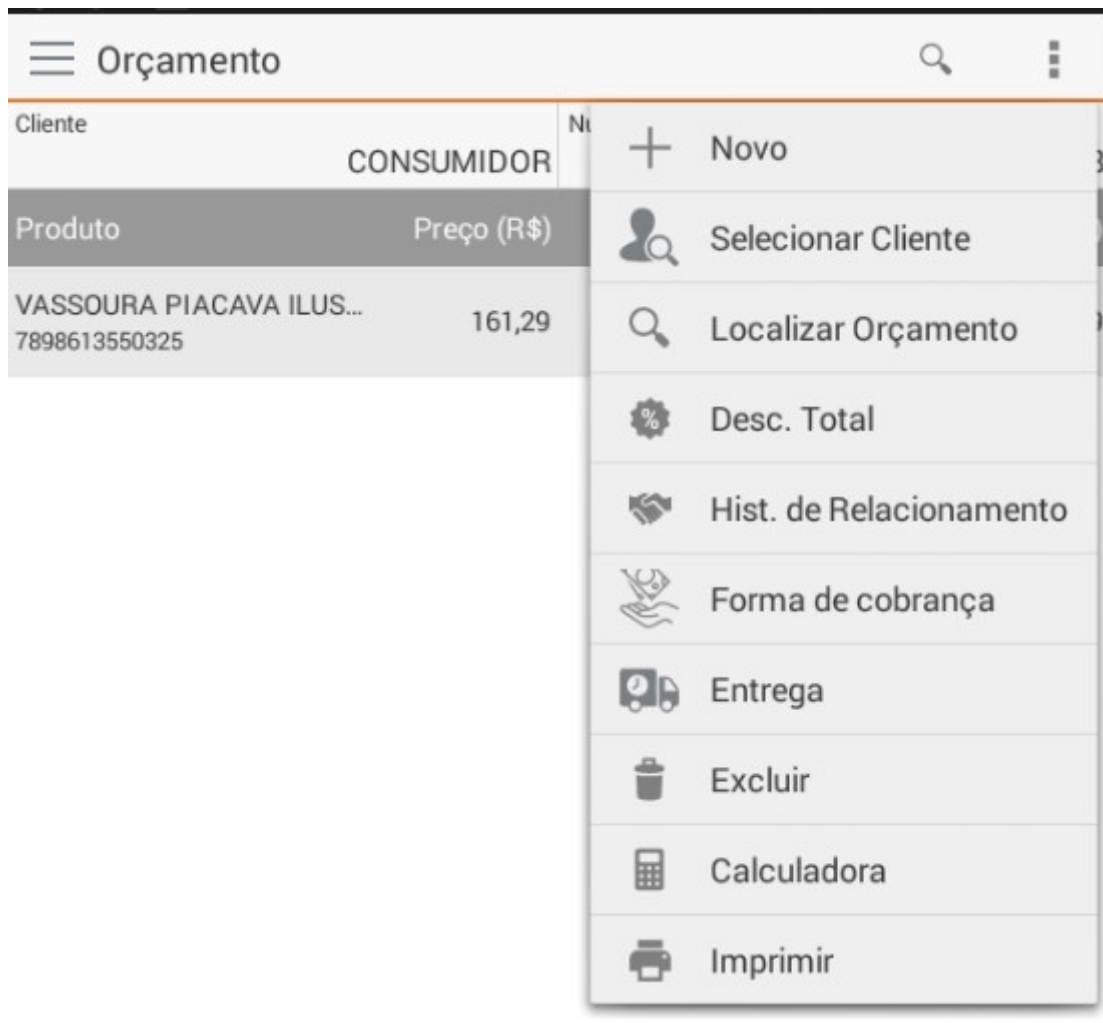 Orçamento
Cliente
CONSUMIDOR
Produto Preço (R$)
VASSOURA PIACAVA ILUS... 161,29
7898613550325
Novo
Selecionar Cliente
Localizar Orçamento
Desc. Total
Hist. de Relacionamento
Forma de cobrança
Entrega
Excluir
Calculadora
Imprimir